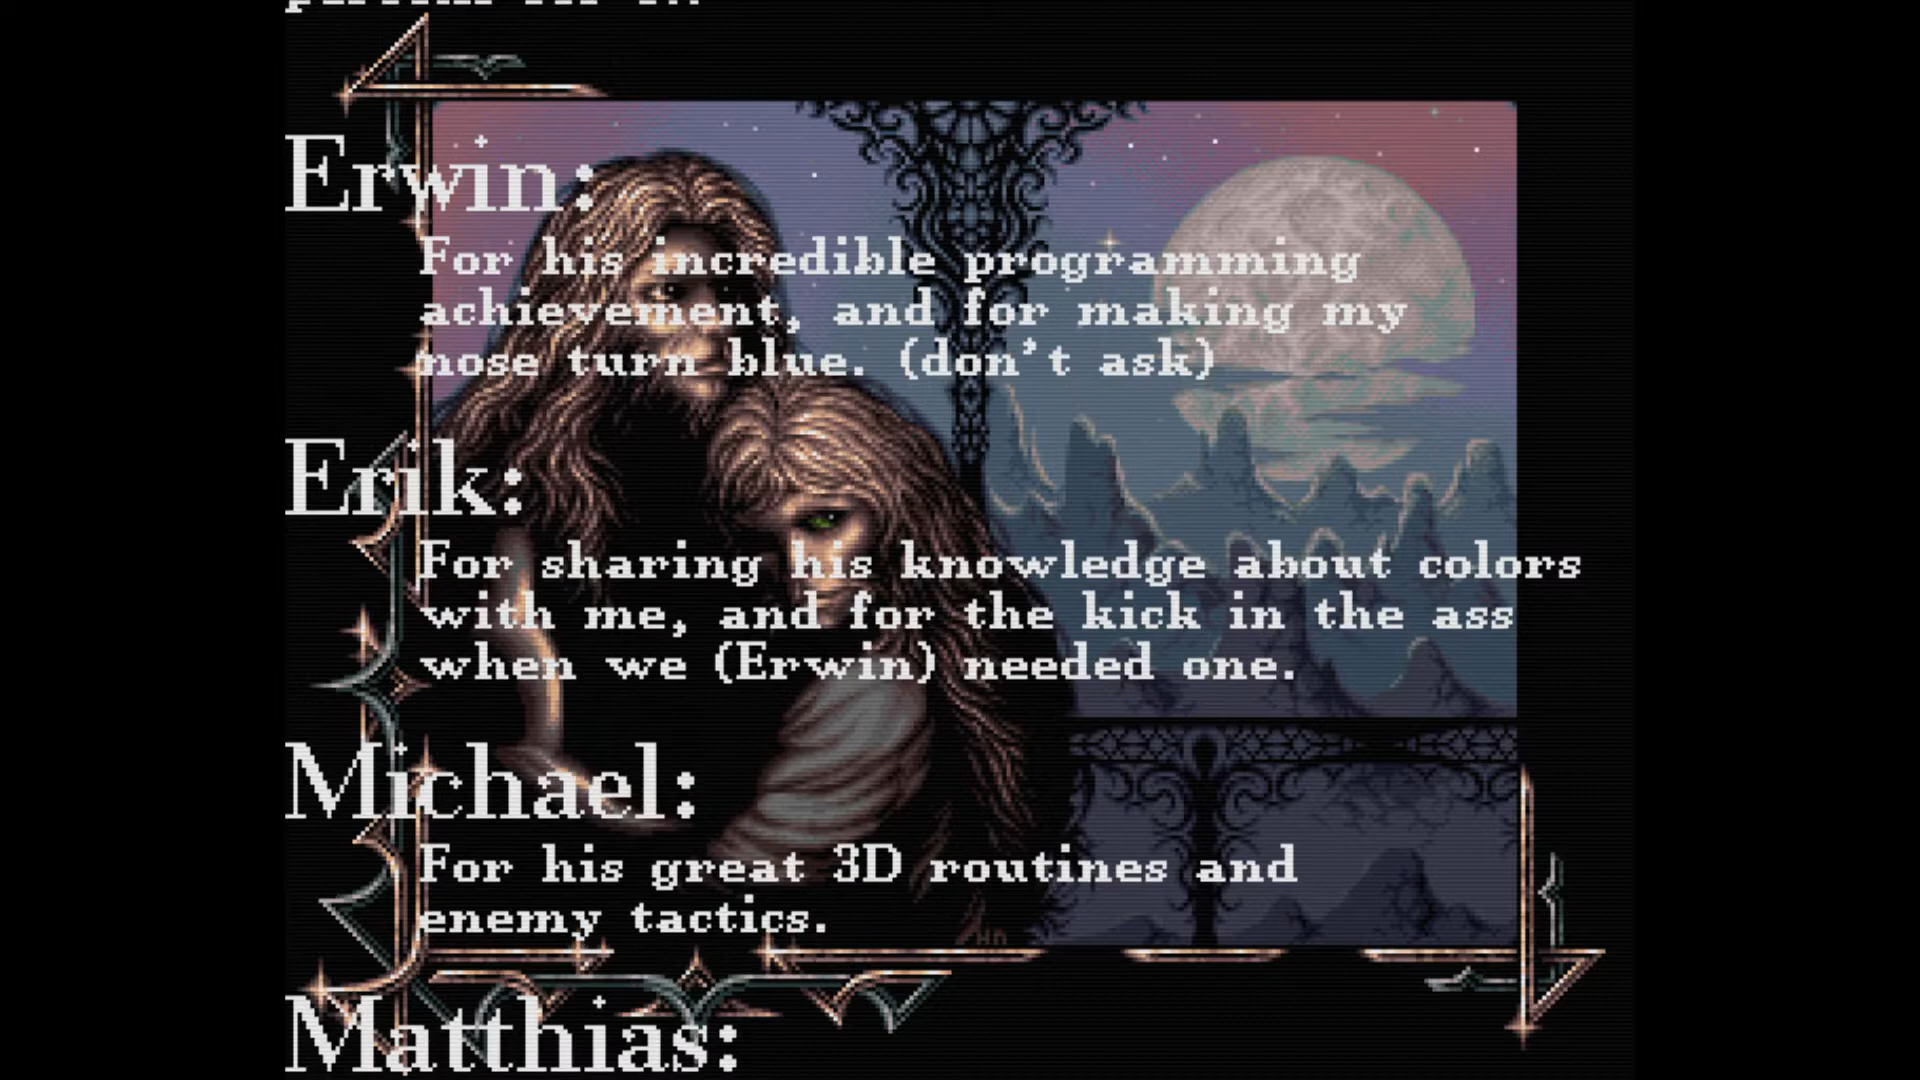 Erwin:
For his incredible programming
achievement, and for making my
nose turn blue. (don't ask)
Erik:
For sharing his knowledge about colors
with me, and for the kick in the ass
when we (Erwin) needed one.
Michael:
For his great 3D routines and
enemy tactics.
Matthias: